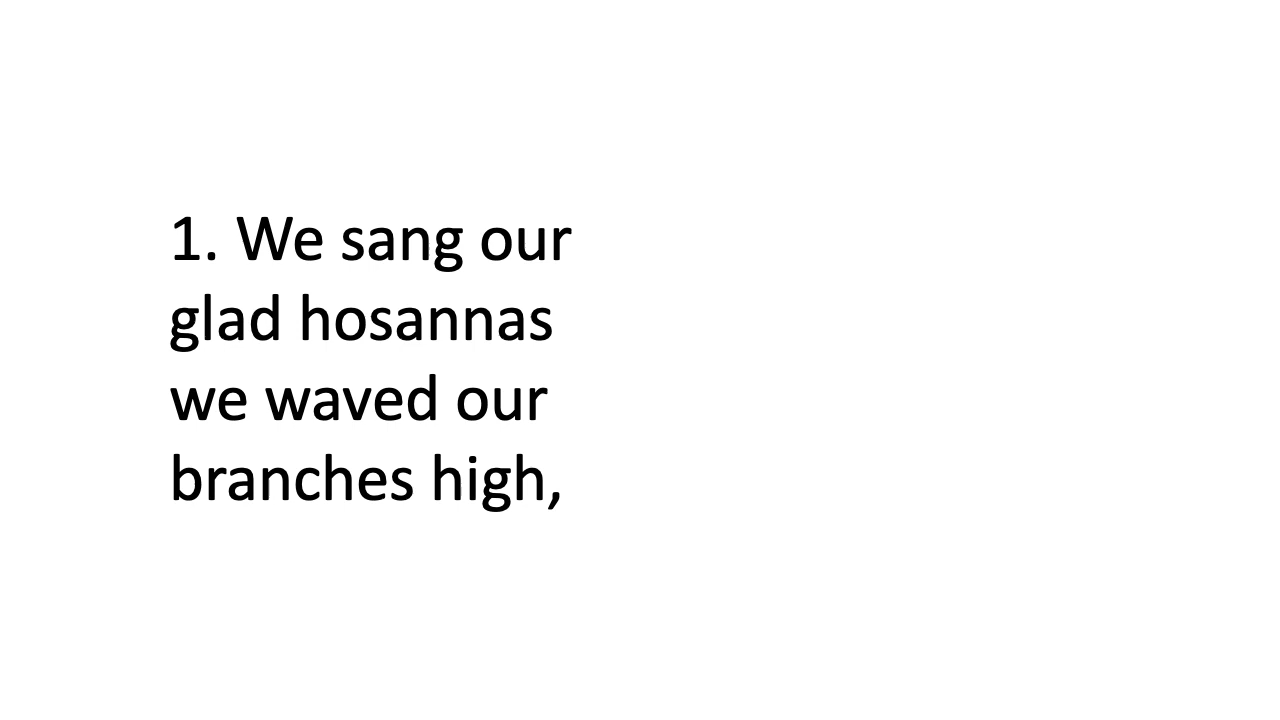 1. We sang our
glad hosannas
we waved our
branches high,